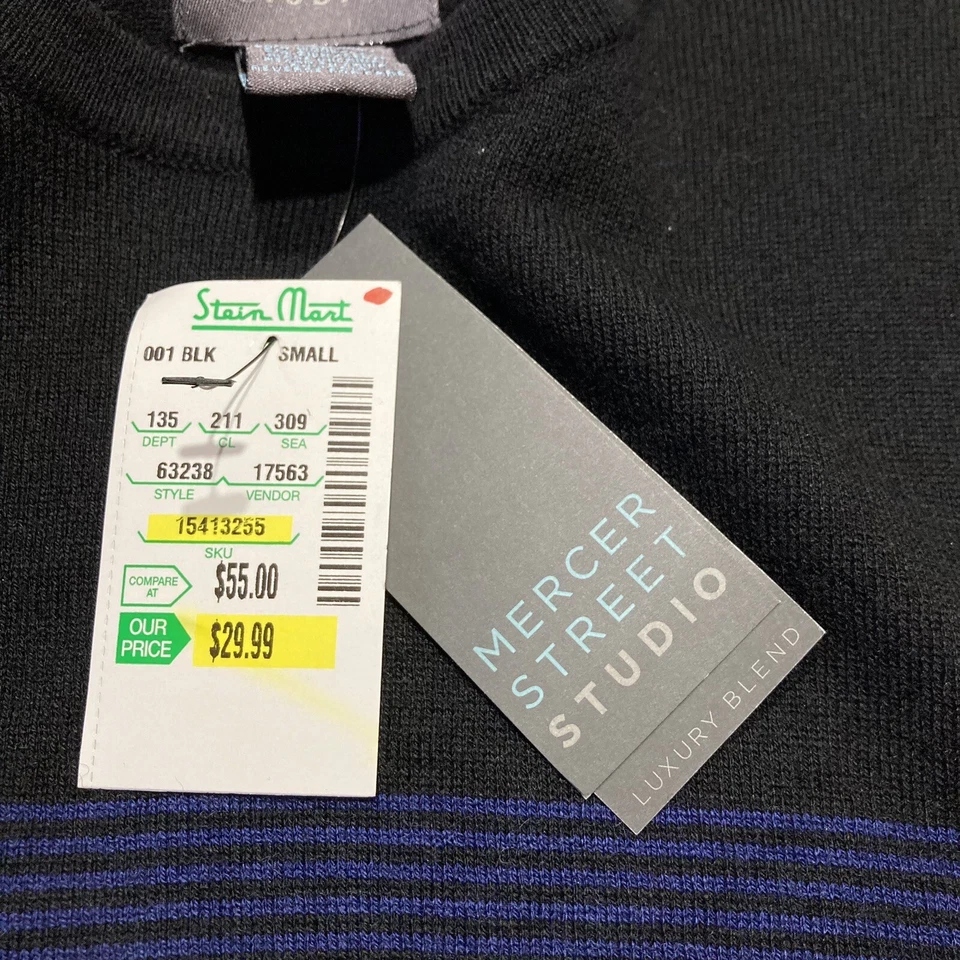 Stein Mart
001 BLK SMALL
135 211 309
DEPT CL SEA
63238 17563
STYLE VENDOR
15413255
SKU
COMPARE AT $55.00
OUR PRICE $29.99
MERCER
STREET
STUDIO
LUXURY BLEND